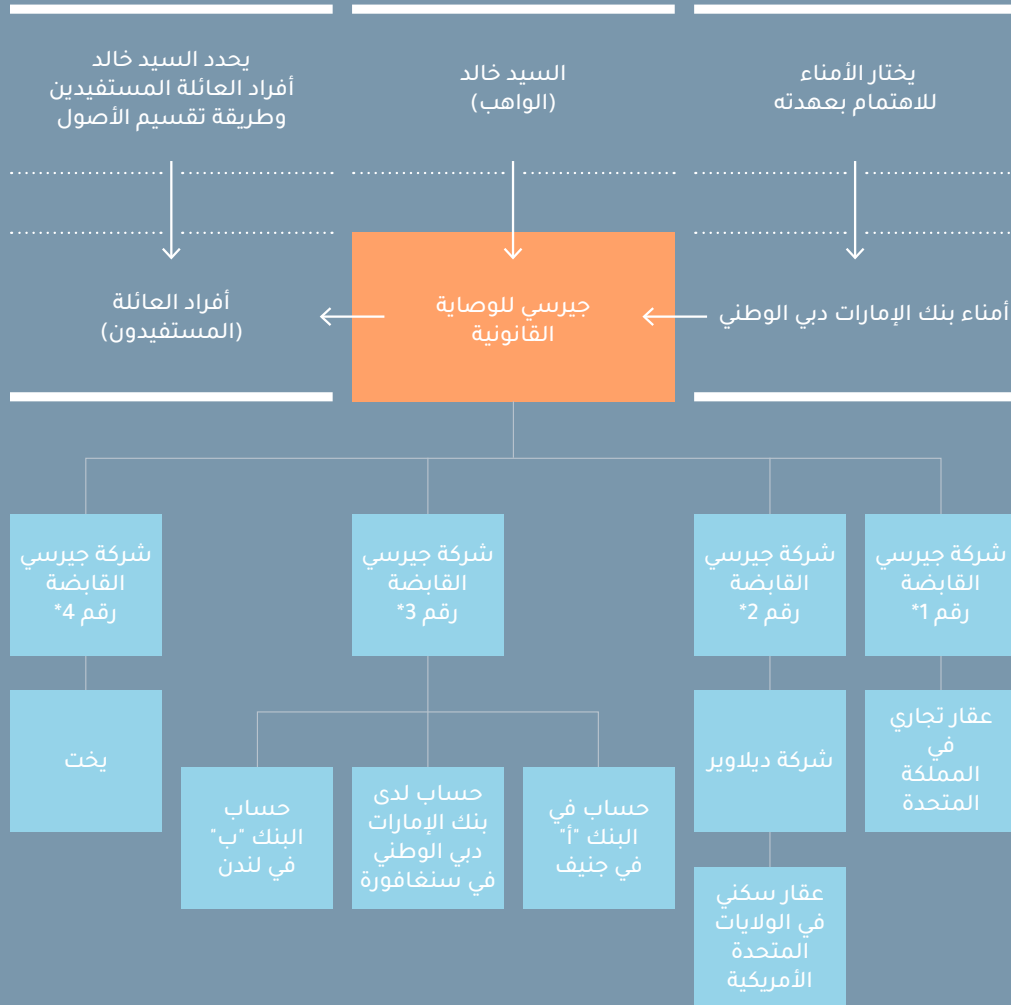 يختار الأمناء
للاهتمام بعهدته
السيد خالد
(الواهب)
يحدد السيد خالد
أفراد العائلة المستفيدين
وطريقة تقسيم الأصول
أمناء بنك الإمارات دبي الوطني
جيرسي للوصاية
القانونية
أفراد العائلة
(المستفيدون)
شركة جيرسي
القابضة
رقم 1*
شركة جيرسي
القابضة
رقم 2*
شركة جيرسي
القابضة
رقم 3*
شركة جيرسي
القابضة
رقم 4*
عقار تجاري
في
المملكة
المتحدة
شركة ديلاوير
يخت
حساب في
البنك "أ"
في جنيف
حساب لدى
بنك الإمارات
دبي الوطني
في سنغافورة
حساب
البنك "ب"
في لندن
عقار سكني
في الولايات
المتحدة
الأمريكية